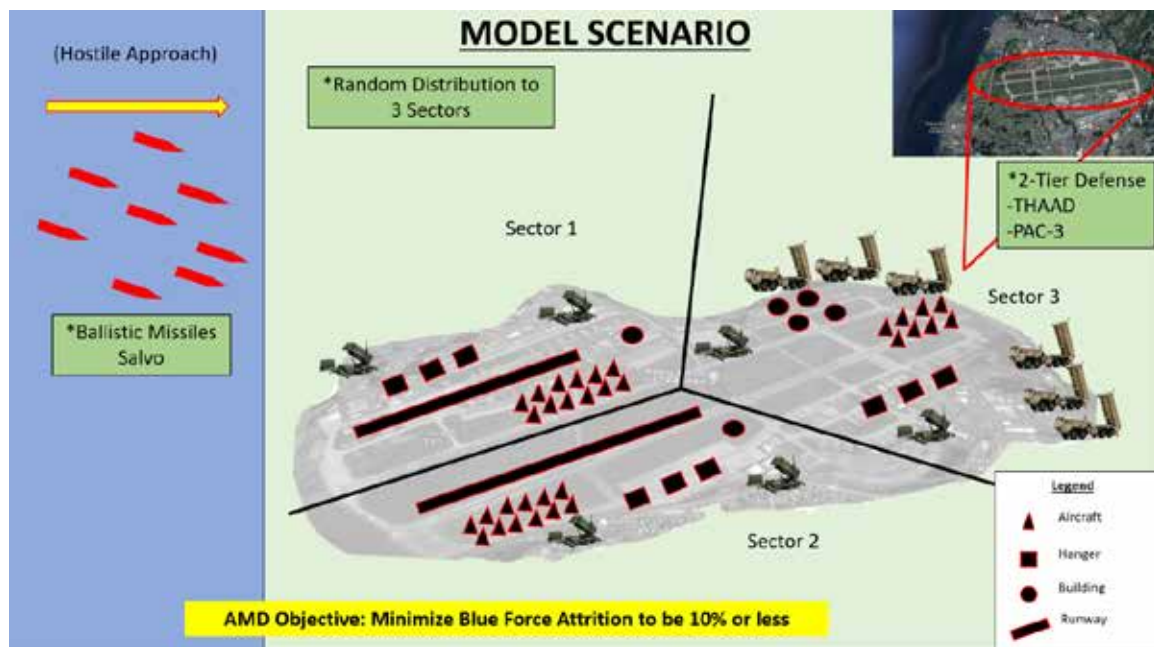 MODEL SCENARIO
(Hostile Approach)
*Random Distribution to
3 Sectors
*2-Tier Defense
-THAAD
-PAC-3
Sector 1
Sector 3
*Ballistic Missiles
Salvo
Sector 2
Legend
Aircraft
Hanger
Building
Runway
AMD Objective: Minimize Blue Force Attrition to be 10% or less